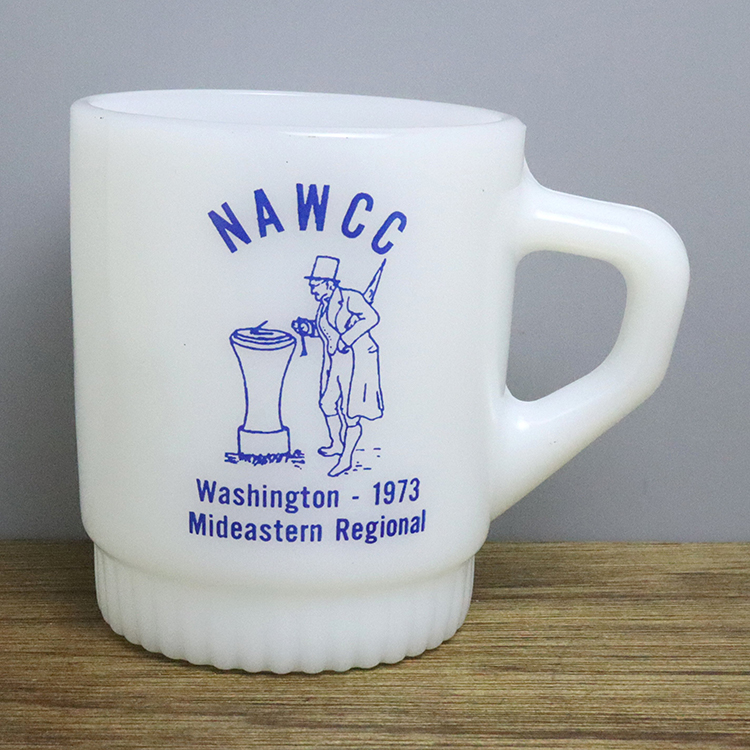 NAWCC
Washington - 1973
Mideastern Regional